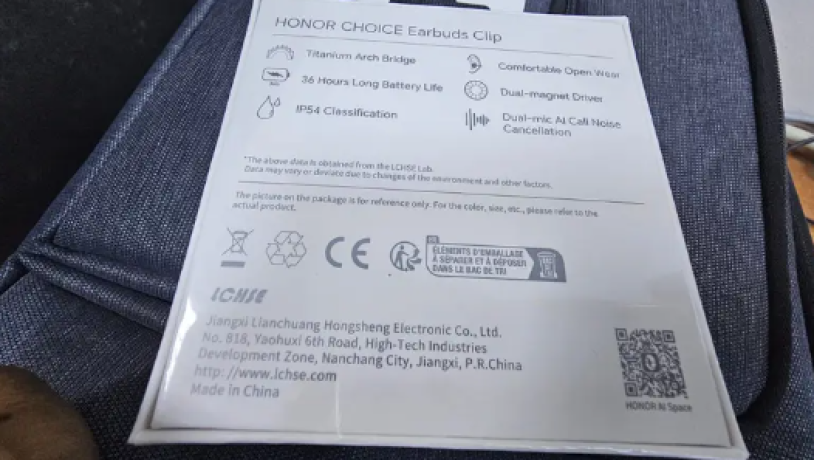 HONOR CHOICE Earbuds Clip
Titanium Arch Bridge
36 Hours Long Battery Life
IP54 Classification
Comfortable Open Wear
Dual-magnet Driver
Dual-mic AI Call Noise
Cancellation
*The above data is obtained from the LCHSE Lab.
Data may vary or deviate due to changes of the environment and other factors.
The picture on the package is for reference only. For the color, size, etc., please refer to the
actual product.
CE
ÉLÉMENTS D'EMBALLAGE
À SÉPARER ET À DÉPOSER
DANS LE BAC DE TRI
LCHSE
Jiangxi Lianchuang Hongsheng Electronic Co., Ltd.
No. 818, Yaohuxi 6th Road, High-Tech Industries
Development Zone, Nanchang City, Jiangxi, P.R.China
http://www.lchse.com
Made in China
HONOR AI Space